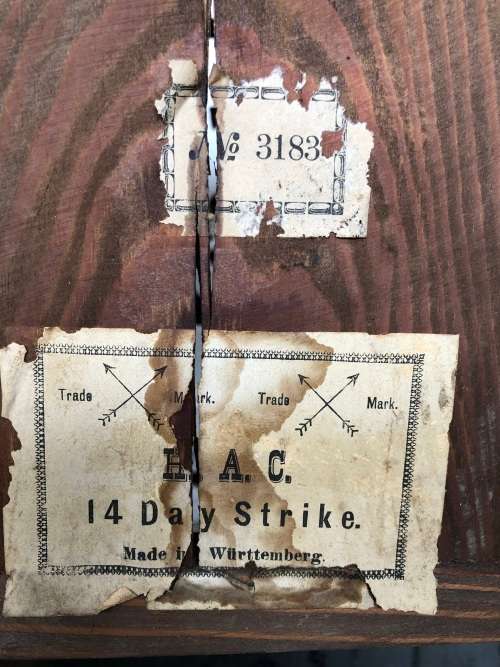 № 3183
Trade Mark. Trade Mark.
H. A. C.
14 Day Strike.
Made in Württemberg.